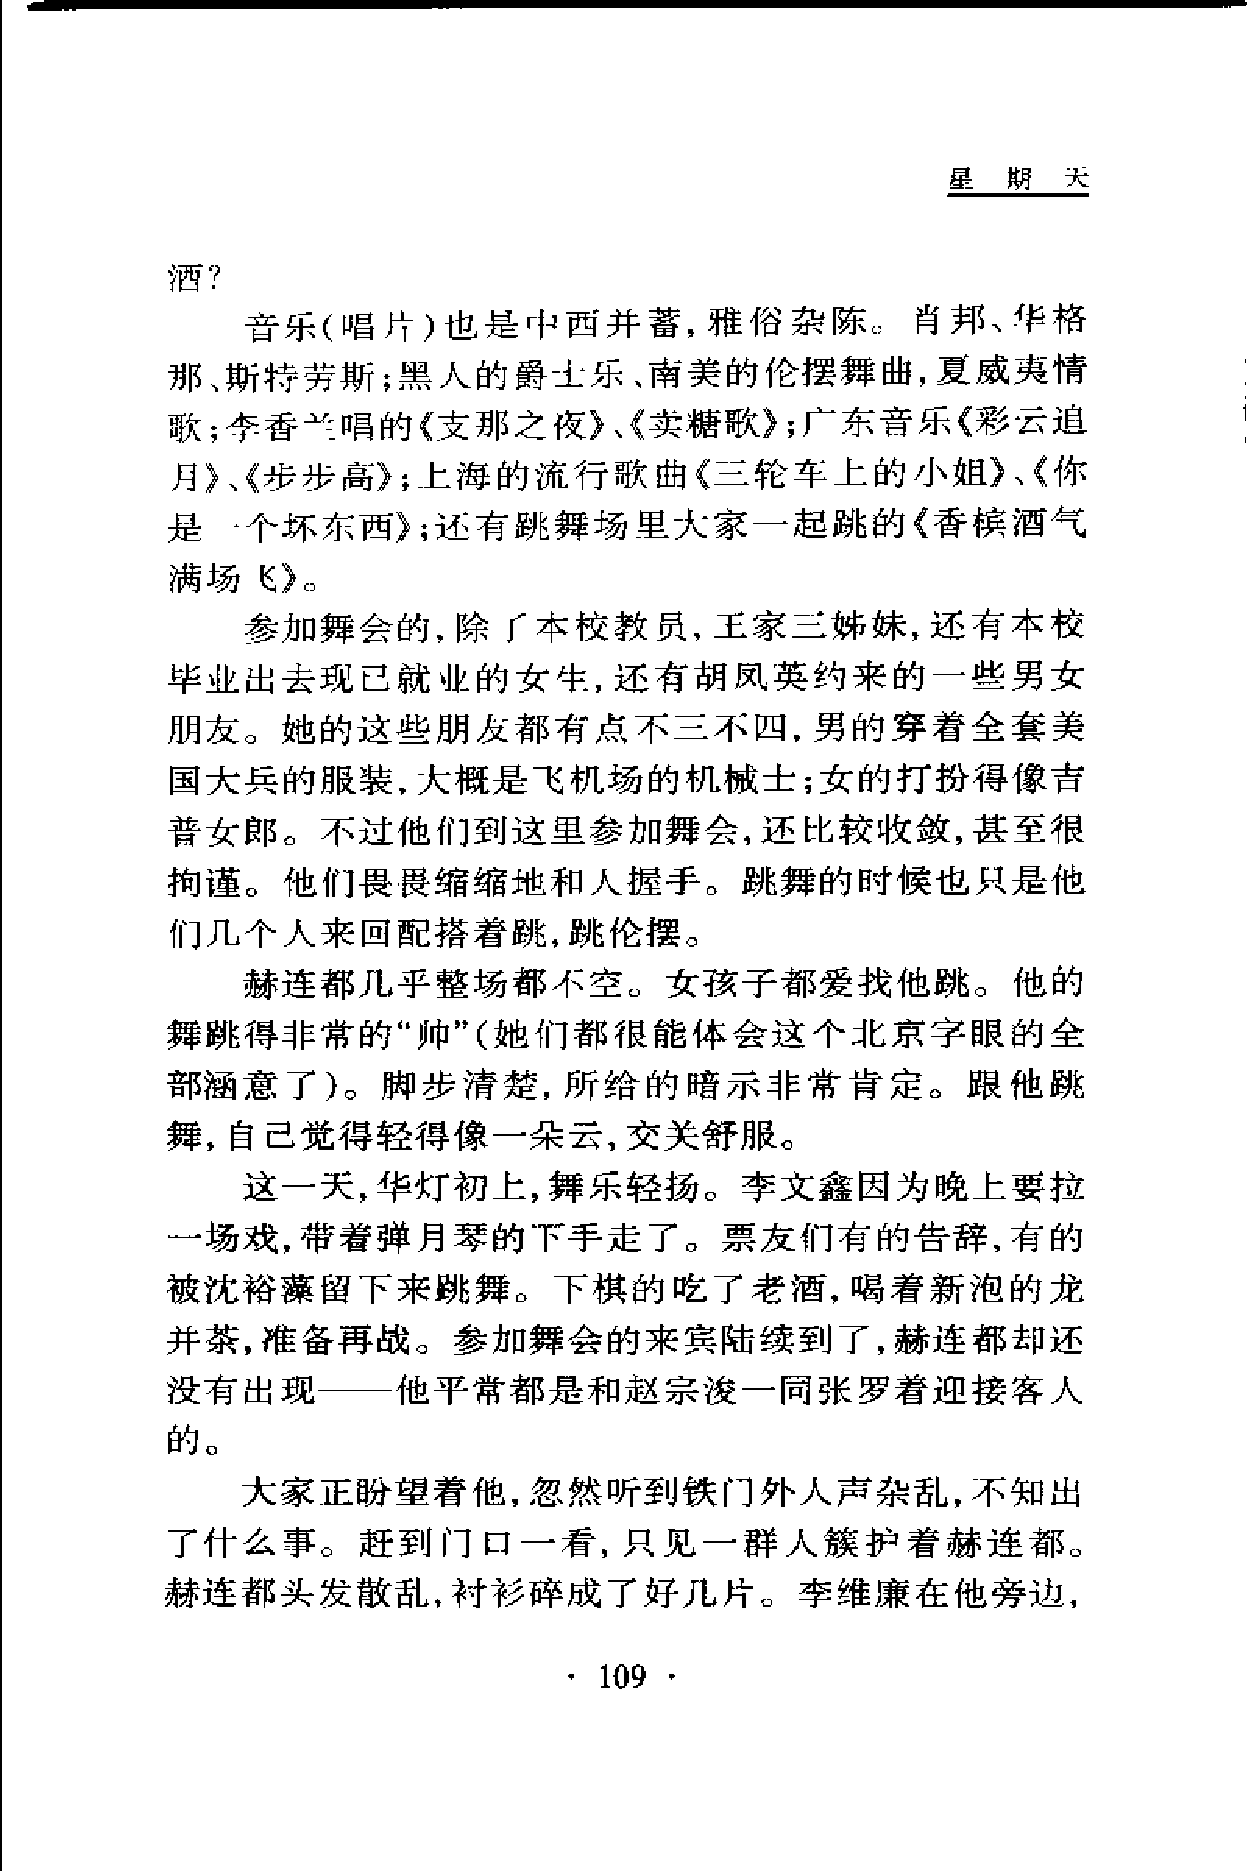 星期天
酒?
音乐(唱片)也是中西并蓄,雅俗杂陈。肖邦、华格
那、斯特劳斯;黑人的爵士乐、南美的伦摆舞曲,夏威夷情
歌;李香兰唱的《支那之夜》、《卖糖歌》;广东音乐《彩云追
月》、《步步高》;上海的流行歌曲《三轮车上的小姐》、《你
是一个坏东西》;还有跳舞场里大家一起跳的《香槟酒气
满场飞》。
参加舞会的,除了本校教员,王家三姊妹,还有本校
毕业出去现已就业的女生,还有胡凤英约来的一些男女
朋友。她的这些朋友都有点不三不四,男的穿着全套美
国大兵的服装,大概是飞机场的机械士;女的打扮得像吉
普女郎。不过他们到这里参加舞会,还比较收敛,甚至很
拘谨。他们畏畏缩缩地和人握手。跳舞的时候也只是他
们几个人来回配搭着跳,跳伦摆。
赫连都几乎整场都不空。女孩子都爱找他跳。他的
舞跳得非常的“帅”(她们都很能体会这个北京字眼的全
部涵意了)。脚步清楚,所给的暗示非常肯定。跟他跳
舞,自己觉得轻得像一朵云,交关舒服。
这一天,华灯初上,舞乐轻扬。李文鑫因为晚上要拉
一场戏,带着弹月琴的下手走了。票友们有的告辞,有的
被沈裕藻留下来跳舞。下棋的吃了老酒,喝着新泡的龙
井茶,准备再战。参加舞会的来宾陆续到了,赫连都却还
没有出现——他平常都是和赵宗浚一同张罗着迎接客人
的。
大家正盼望着他,忽然听到铁门外人声杂乱,不知出
了什么事。赶到门口一看,只见一群人簇护着赫连都。
赫连都头发散乱,衬衫碎成了好几片。李维廉在他旁边,
· 109 ·